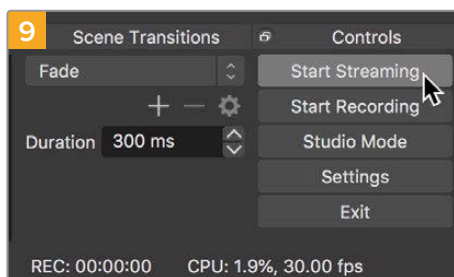 9
Scene Transitions
Controls
Fade
Start Streaming
Start Recording
Duration 300 ms
Studio Mode
Settings
Exit
REC: 00:00:00 CPU: 1.9%, 30.00 fps